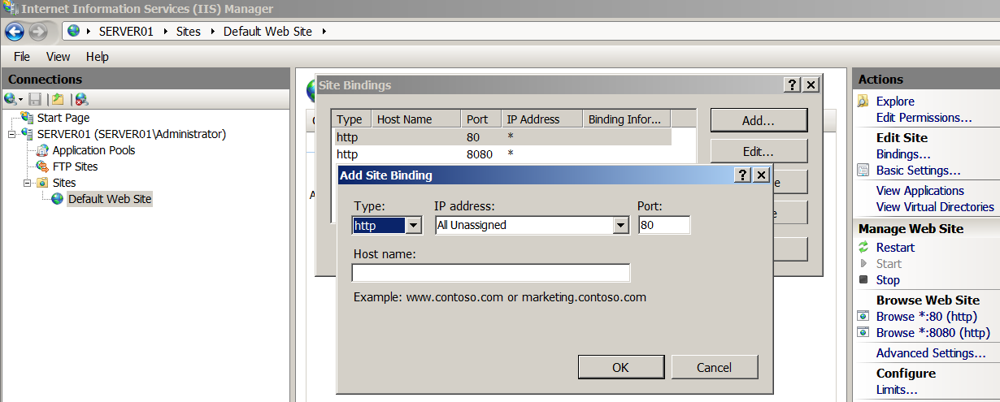 Internet Information Services (IIS) Manager
SERVER01 Sites Default Web Site
File View Help
Connections
Start Page
SERVER01 (SERVER01\Administrator)
Application Pools
FTP Sites
Sites
Default Web Site
Site Bindings
Type Host Name Port IP Address Binding Infor...
http 80 *
http 8080 *
Add...
Edit...
Add Site Binding
Type: IP address: Port:
http All Unassigned 80
Host name:
Example: www.contoso.com or marketing.contoso.com
OK Cancel
Actions
Explore
Edit Permissions...
Edit Site
Bindings...
Basic Settings...
View Applications
View Virtual Directories
Manage Web Site
Restart
Start
Stop
Browse Web Site
Browse *:80 (http)
Browse *:8080 (http)
Advanced Settings...
Configure
Limits...